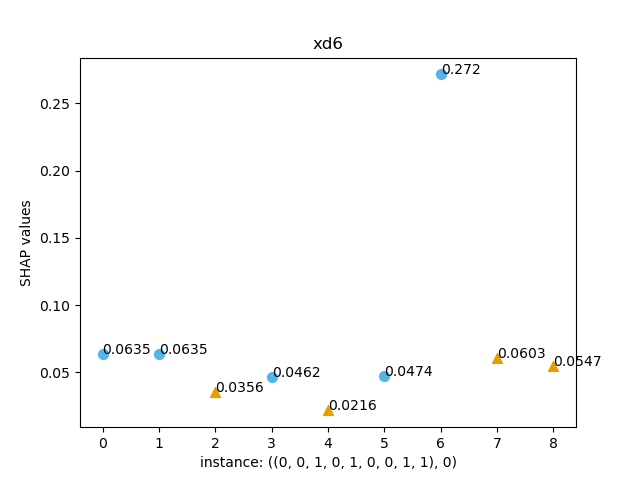 xd6
0.272
0.25
0.20
SHAP values
0.15
0.10
0.0635 0.0635 0.0603
0.0547
0.05 0.0462 0.0474
0.0356
0.0216
0 1 2 3 4 5 6 7 8
instance: ((0, 0, 1, 0, 1, 0, 0, 1, 1), 0)